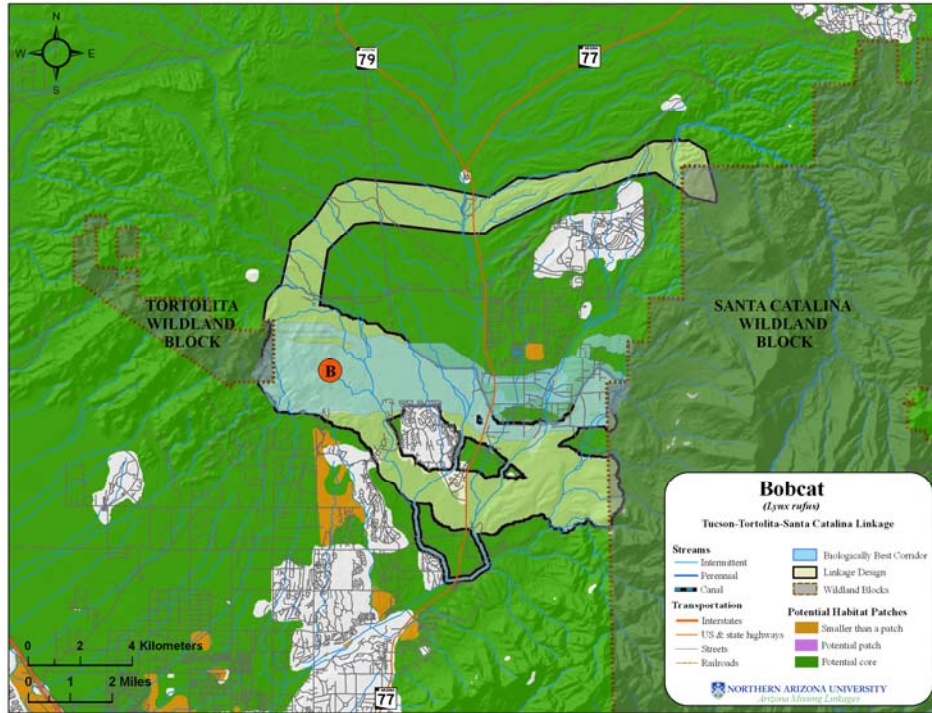 N
W
E
S
ARIZONA
79
ARIZONA
77
TORTOLITA
WILDLAND
BLOCK
SANTA CATALINA
WILDLAND
BLOCK
B
0 2 4 Kilometers
0 1 2 Miles
ARIZONA
77
Bobcat
(Lynx rufus)
Tucson-Tortolita-Santa Catalina Linkage
Streams
Intermittent
Perennial
Canal
Transportation
Interstates
US & state highways
Streets
Railroads
Biologically Best Corridor
Linkage Design
Wildland Blocks
Potential Habitat Patches
Smaller than a patch
Potential patch
Potential core
NORTHERN ARIZONA UNIVERSITY
Arizona Missing Linkages